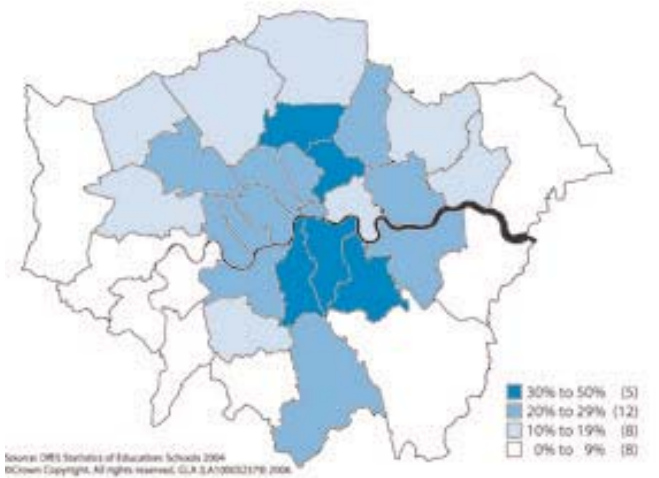 30% to 50% (5)
20% to 29% (12)
10% to 19% (8)
0% to 9% (8)
Source: DfES Statistics of Education: Schools 2004
©Crown Copyright. All rights reserved, GLA 2006